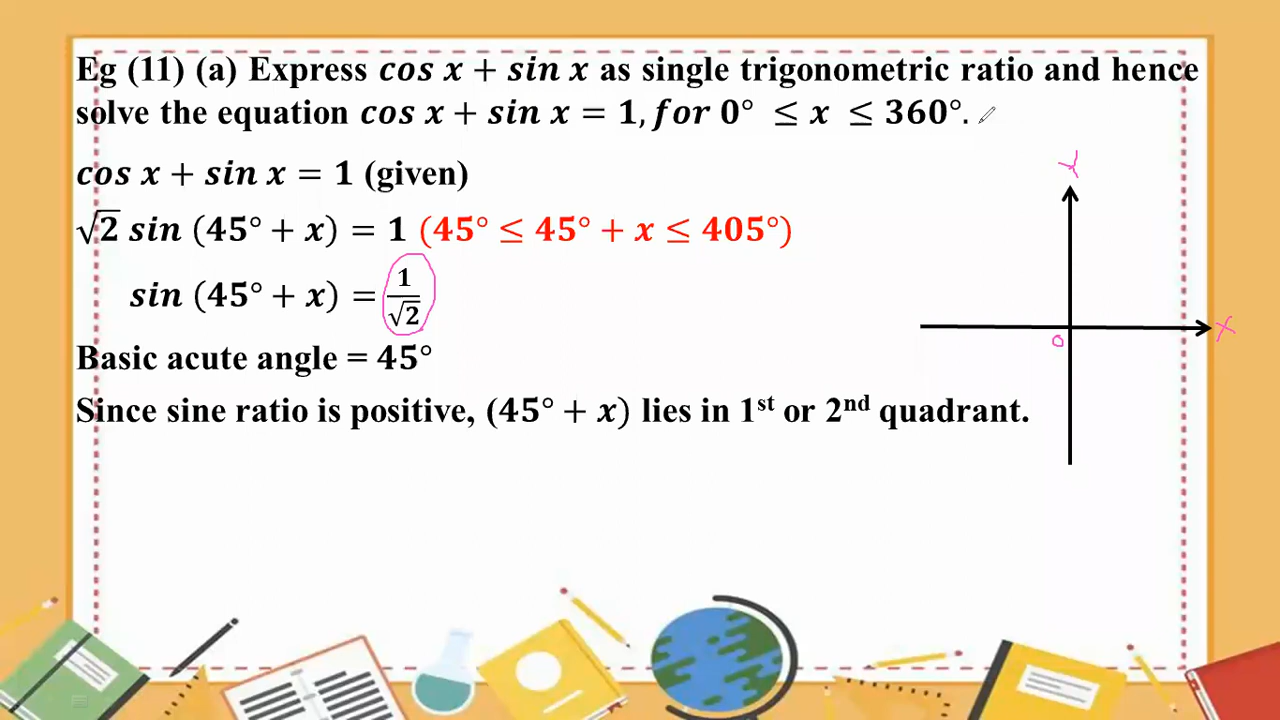 Eg (11) (a) Express cos x + sin x as single trigonometric ratio and hence
solve the equation cos x + sin x = 1, for 0° ≤ x ≤ 360°.
cos x + sin x = 1 (given)
√2 sin (45° + x) = 1 (45° ≤ 45° + x ≤ 405°)
sin (45° + x) = 1/√2
Basic acute angle = 45°
Since sine ratio is positive, (45° + x) lies in 1st or 2nd quadrant.
Y
X
0